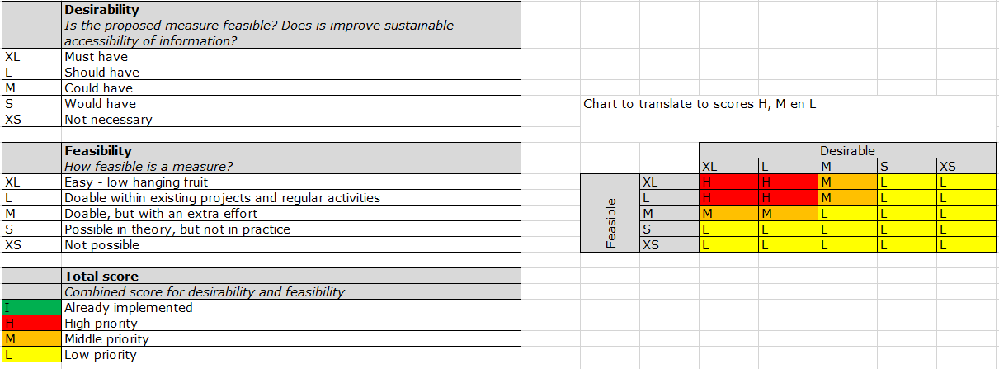 Desirability
Is the proposed measure feasible? Does is improve sustainable
accessibility of information?
XL Must have
L Should have
M Could have
S Would have
XS Not necessary
Feasibility
How feasible is a measure?
XL Easy - low hanging fruit
L Doable within existing projects and regular activities
M Doable, but with an extra effort
S Possible in theory, but not in practice
XS Not possible
Total score
Combined score for desirability and feasibility
I Already implemented
H High priority
M Middle priority
L Low priority
Chart to translate to scores H, M en L
Desirable
XL L M S XS
Feasible
XL H H M L L
L H H M L L
M M M L L L
S L L L L L
XS L L L L L